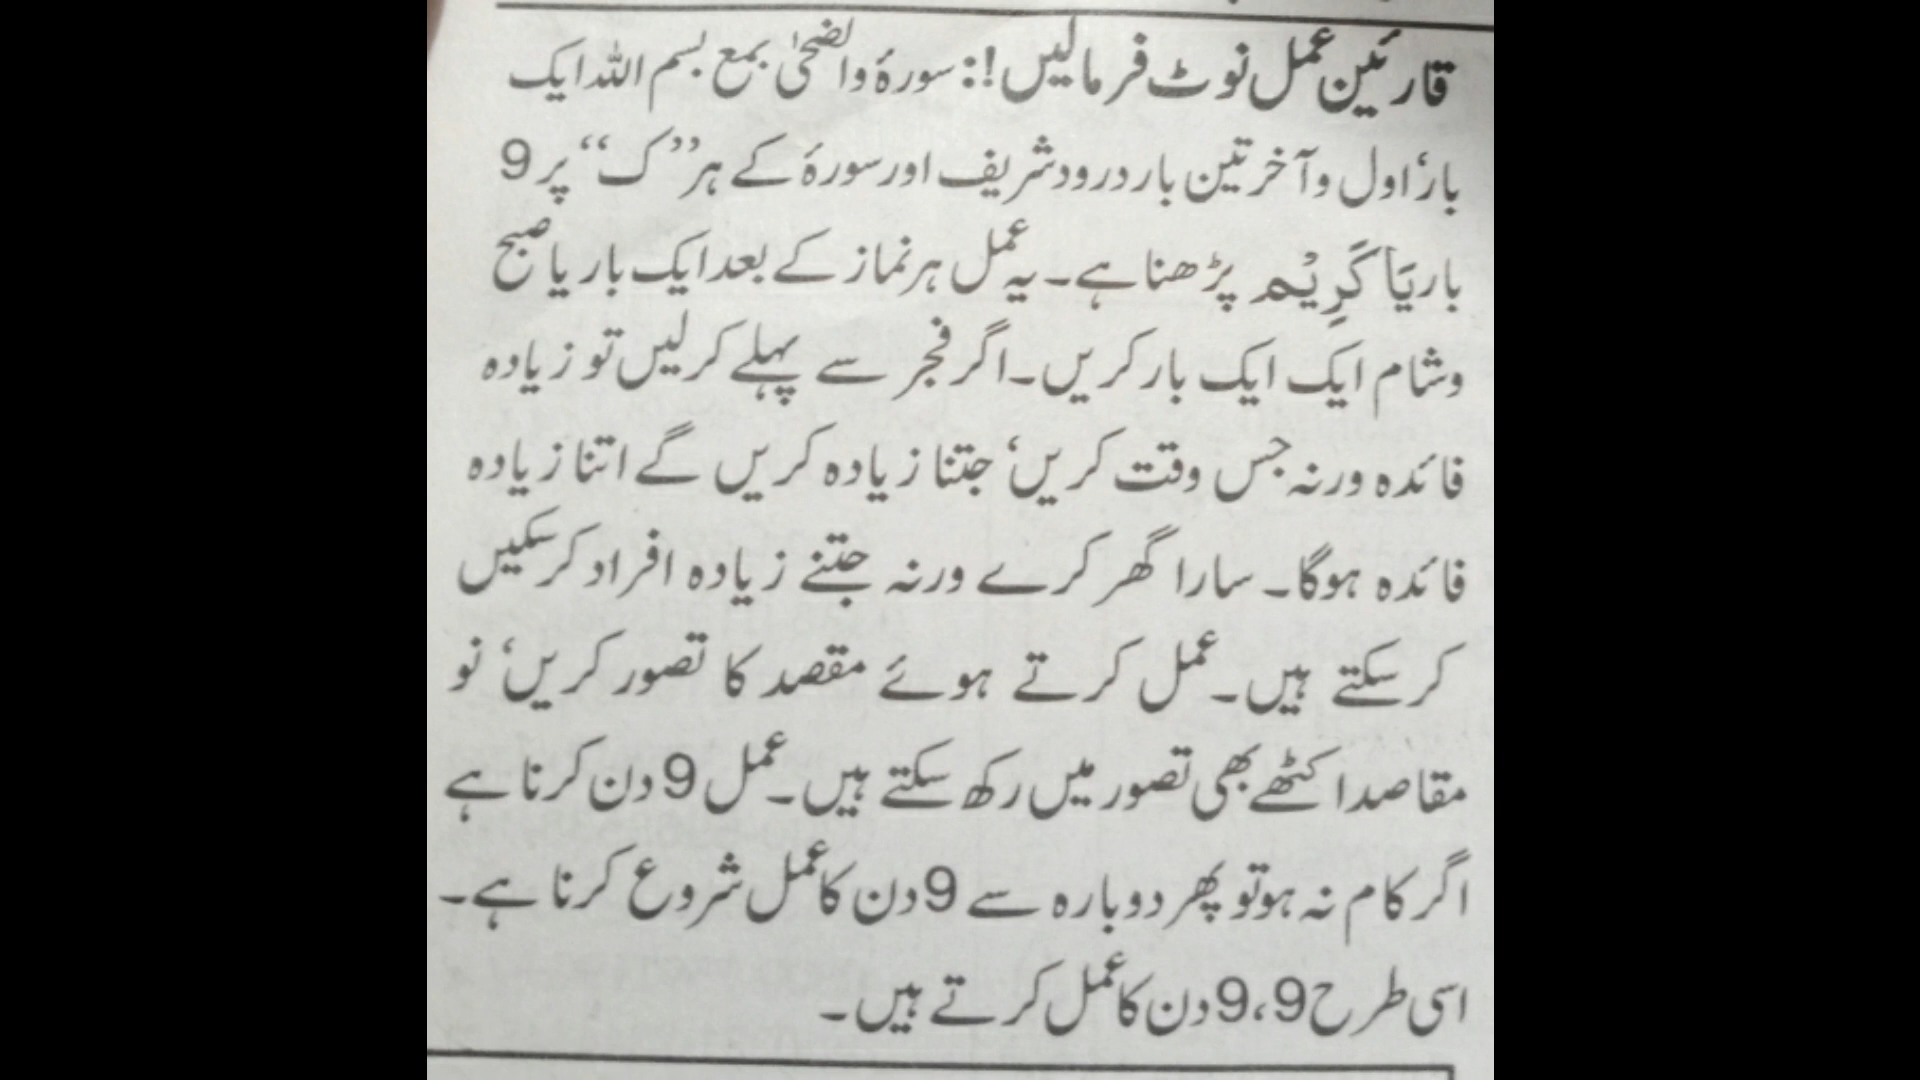 قارئین عمل نوٹ فرمالیں!: سورۂ والضحیٰ بمع بسم اللہ ایک
بار‘ اول و آخر تین بار درود شریف اور سورۂ کے ہر ’’ک‘‘ پر 9
بار یَا کَرِیْم پڑھنا ہے۔ یہ عمل ہر نماز کے بعد ایک بار یا صبح
وشام ایک ایک بار کریں۔ اگر فجر سے پہلے کرلیں تو زیادہ
فائدہ ورنہ جس وقت کریں‘ جتنا زیادہ کریں گے اتنا زیادہ
فائدہ ہوگا۔ سارا گھر کرے ورنہ جتنے زیادہ افراد کرسکیں
کرسکتے ہیں۔ عمل کرتے ہوئے مقصد کا تصور کریں‘ نو
مقاصد اکٹھے بھی تصور میں رکھ سکتے ہیں۔ عمل 9 دن کرنا ہے
اگر کام نہ ہو تو پھر دوبارہ سے 9 دن کا عمل شروع کرنا ہے۔
اسی طرح 9،9 دن کا عمل کرتے ہیں۔